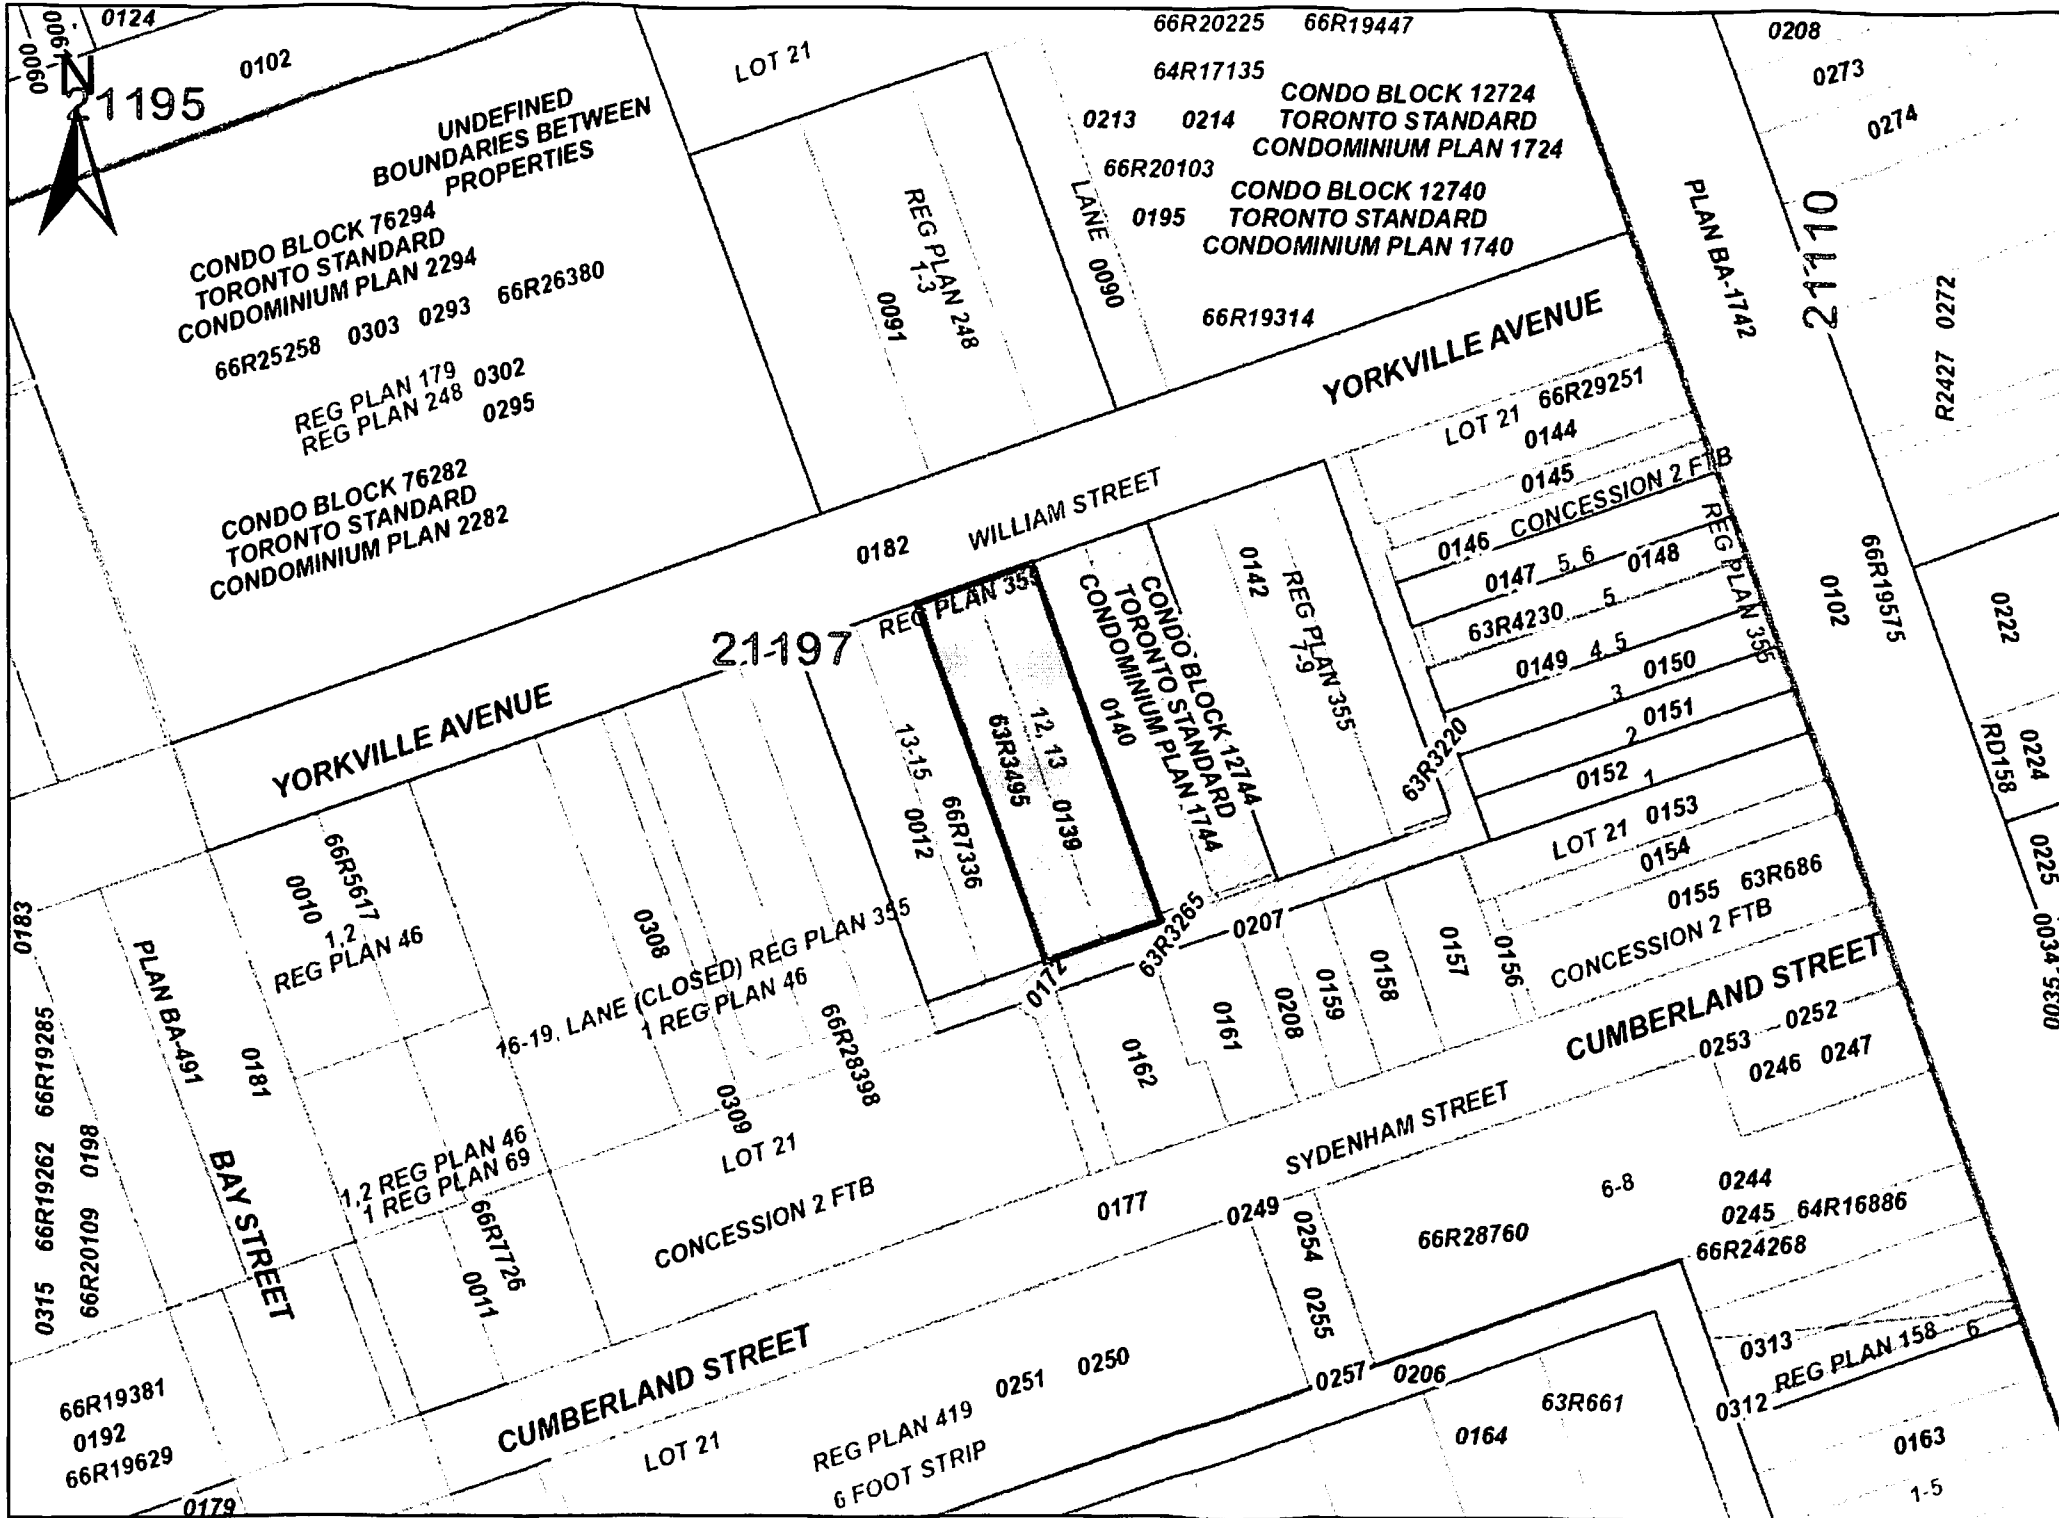 0124
0190
0090
N
21195
0102
UNDEFINED
BOUNDARIES BETWEEN
PROPERTIES
CONDO BLOCK 76294
TORONTO STANDARD
CONDOMINIUM PLAN 2294
66R25258 0303 0293 66R26380
REG PLAN 179
REG PLAN 248 0302
0295
CONDO BLOCK 76282
TORONTO STANDARD
CONDOMINIUM PLAN 2282
LOT 21
REG PLAN 248
1-3
0091
LANE 0090
66R20225 66R19447
64R17135
0213 0214
CONDO BLOCK 12724
TORONTO STANDARD
CONDOMINIUM PLAN 1724
66R20103
0195
CONDO BLOCK 12740
TORONTO STANDARD
CONDOMINIUM PLAN 1740
66R19314
YORKVILLE AVENUE
0208
0273
0274
PLAN BA-1742
21110
R2427 0272
LOT 21 66R29251
0144
0145
0146 CONCESSION 2 FTB
0147 5, 6 0148
63R4230 5
0149 4, 5 0150
3
0151
2
0152 1
LOT 21 0153
0154
0155 63R686
CONCESSION 2 FTB
REG PLAN 355
0102
66R19575
0222
0224
RD158
0225 0034-5300
0182 WILLIAM STREET
REG PLAN 355
21-197
YORKVILLE AVENUE
13-15 0012
66R7336
63R3495
12, 13 0139
CONDO BLOCK 12744
TORONTO STANDARD
CONDOMINIUM PLAN 1744
0140
0142
REG PLAN 355
7-9
63R3220
0183
PLAN BA-491
0181
0010
66R5617
1,2
REG PLAN 46
0308
16-19, LANE (CLOSED) REG PLAN 355
1 REG PLAN 46
66R28398
0309
0172
63R3265
0207
0162
0161
0208
0159
0158
0157
0156
CUMBERLAND STREET
0253 0252
0246 0247
0315 66R19262 66R19285
66R20109 0198
BAY STREET
1,2 REG PLAN 46
1 REG PLAN 69
66R7726
0011
LOT 21
CONCESSION 2 FTB
0177
0249
SYDENHAM STREET
0254 0255
66R28760
6-8
0244
0245 64R16886
66R24268
66R19381
0192
66R19629
0179
CUMBERLAND STREET
LOT 21
REG PLAN 419 0251 0250
6 FOOT STRIP
0257 0206
0164
63R661
0313
REG PLAN 158 6
0312
0163
1-5